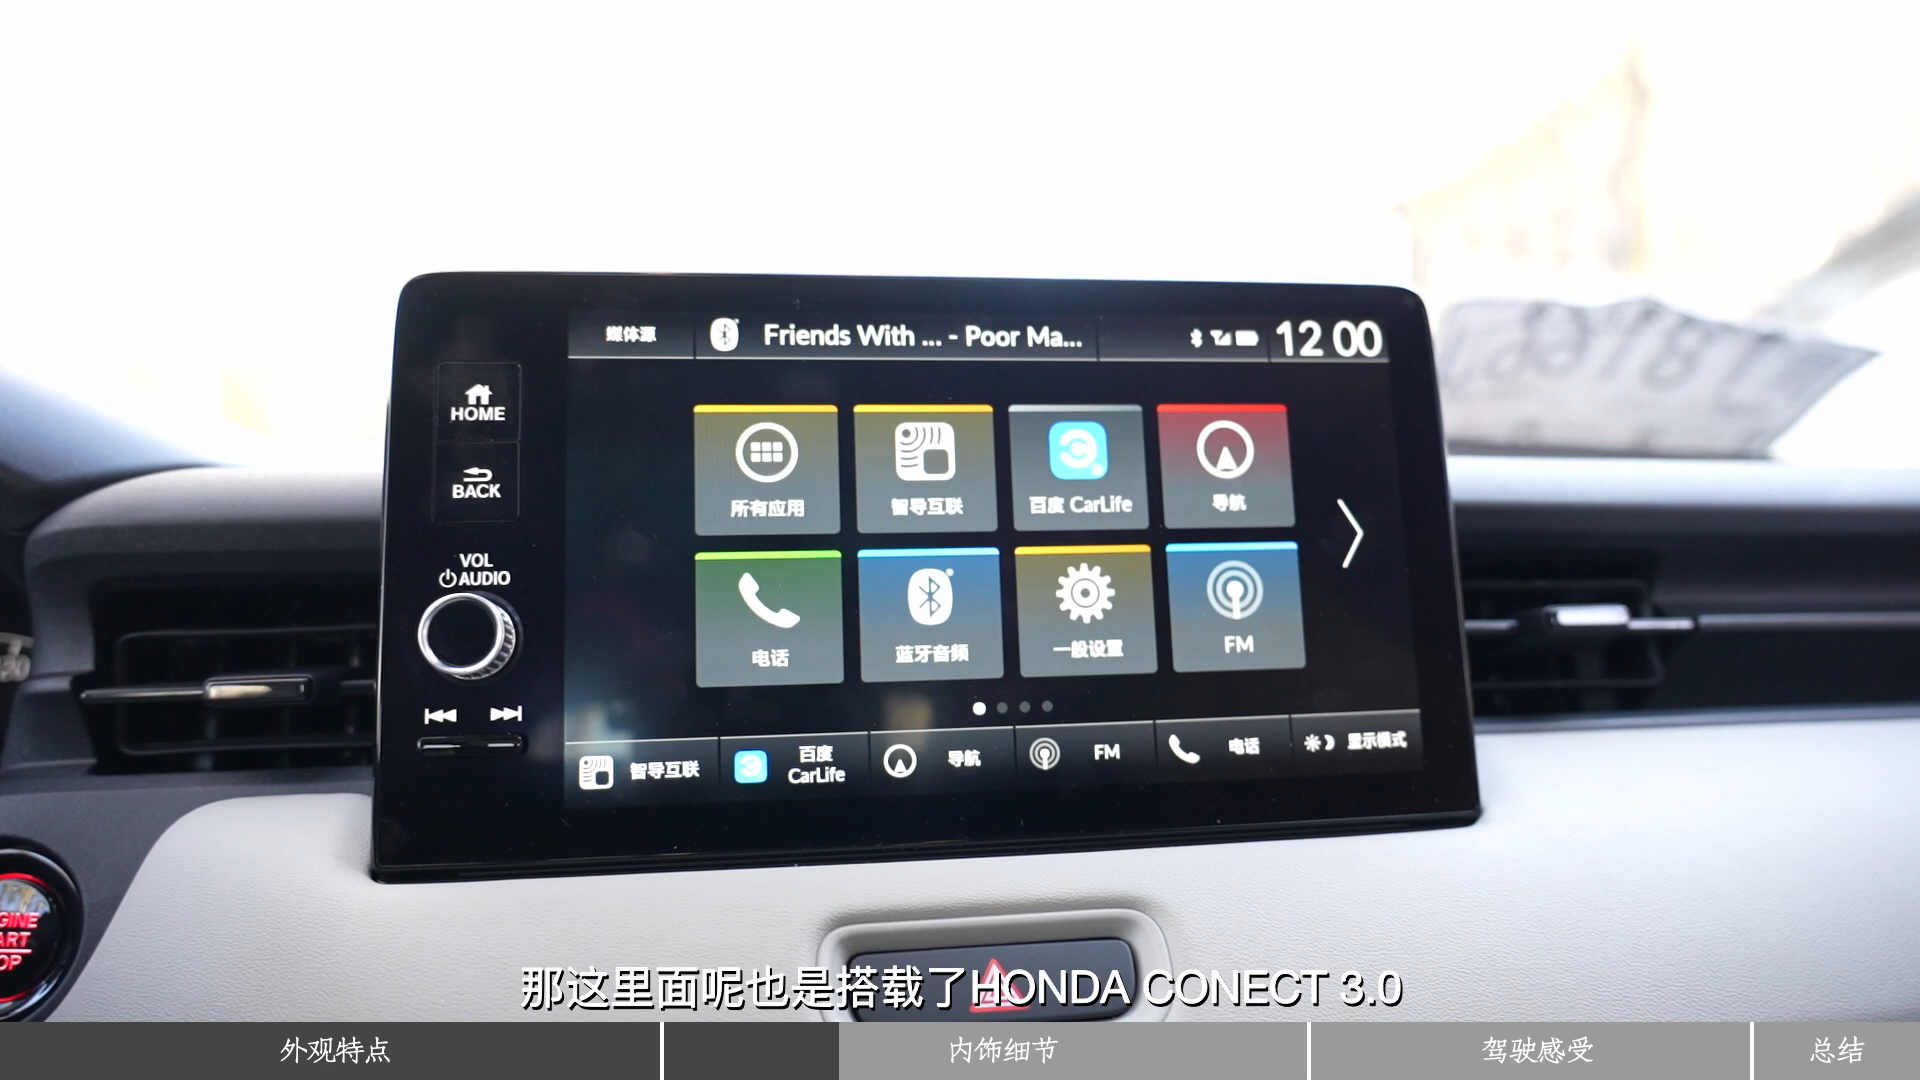 媒体源
Friends With ... - Poor Ma...
12 00
HOME
BACK
VOL
AUDIO
所有应用
智导互联
百度 CarLife
导航
电话
蓝牙音频
一般设置
FM
智导互联
百度
CarLife
导航
FM
电话
显示模式
GINE
ART
OP
那这里面呢也是搭载了HONDA CONECT 3.0
外观特点
内饰细节
驾驶感受
总结